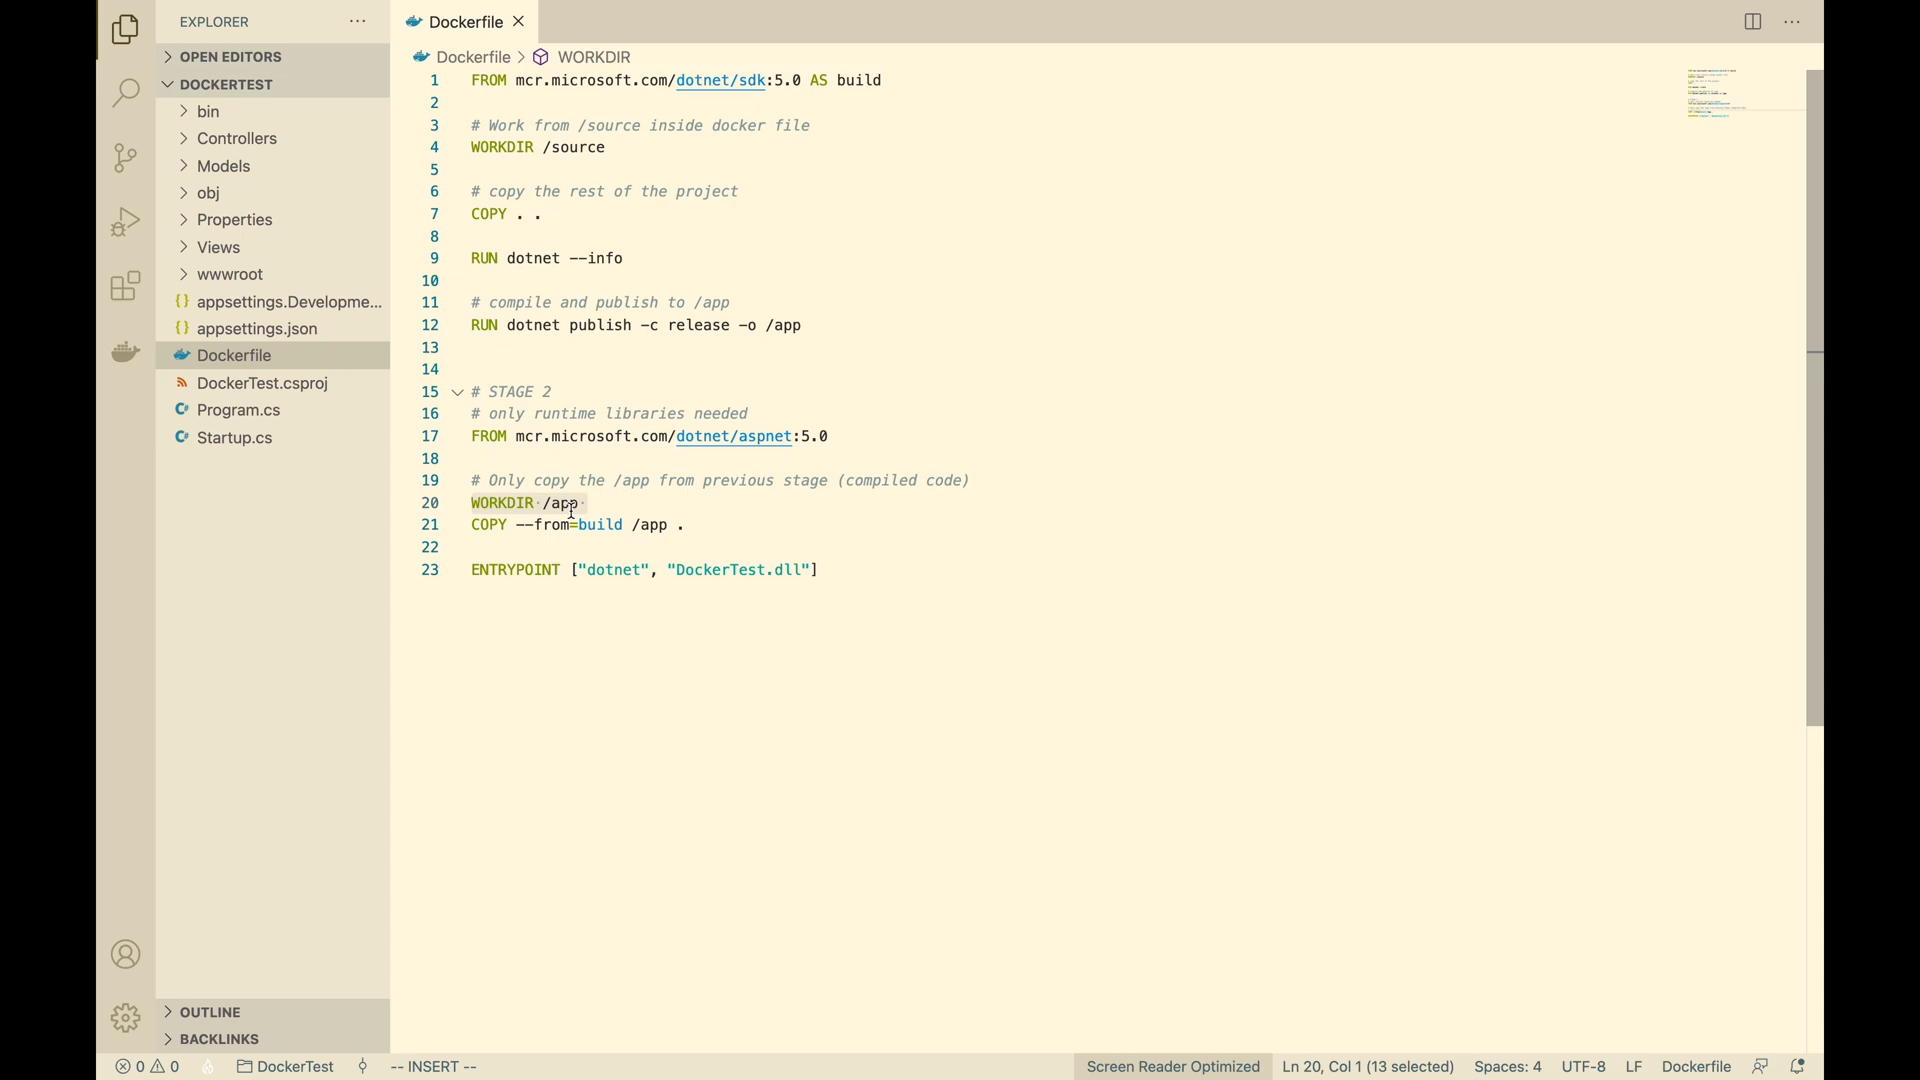 EXPLORER
OPEN EDITORS
DOCKERTEST
bin
Controllers
Models
obj
Properties
Views
wwwroot
appsettings.Developme...
appsettings.json
Dockerfile
DockerTest.csproj
Program.cs
Startup.cs
OUTLINE
BACKLINKS
Dockerfile
Dockerfile > WORKDIR
1 FROM mcr.microsoft.com/dotnet/sdk:5.0 AS build
2
3 # Work from /source inside docker file
4 WORKDIR /source
5
6 # copy the rest of the project
7 COPY . .
8
9 RUN dotnet --info
10
11 # compile and publish to /app
12 RUN dotnet publish -c release -o /app
13
14
15 # STAGE 2
16 # only runtime libraries needed
17 FROM mcr.microsoft.com/dotnet/aspnet:5.0
18
19 # Only copy the /app from previous stage (compiled code)
20 WORKDIR /app
21 COPY --from=build /app .
22
23 ENTRYPOINT ["dotnet", "DockerTest.dll"]
0 0 DockerTest -- INSERT -- Screen Reader Optimized Ln 20, Col 1 (13 selected) Spaces: 4 UTF-8 LF Dockerfile